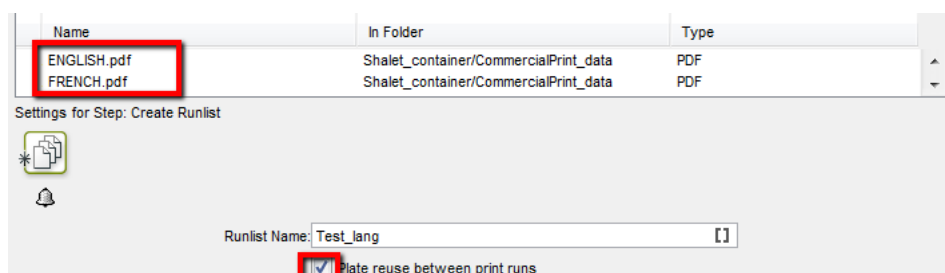 Name In Folder Type
ENGLISH.pdf Shalet_container/CommercialPrint_data PDF
FRENCH.pdf Shalet_container/CommercialPrint_data PDF
Settings for Step: Create Runlist
Runlist Name: Test_lang []
Plate reuse between print runs